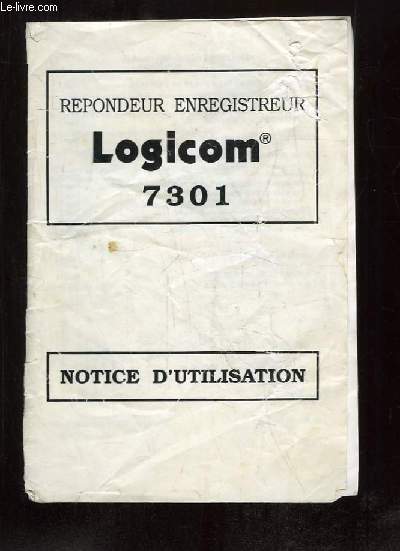 Le-livre.com
REPONDEUR ENREGISTREUR
Logicom®
7301
NOTICE D'UTILISATION